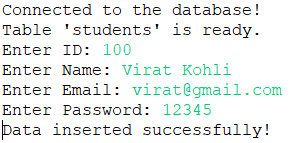 Connected to the database!
Table 'students' is ready.
Enter ID: 100
Enter Name: Virat Kohli
Enter Email: virat@gmail.com
Enter Password: 12345
Data inserted successfully!